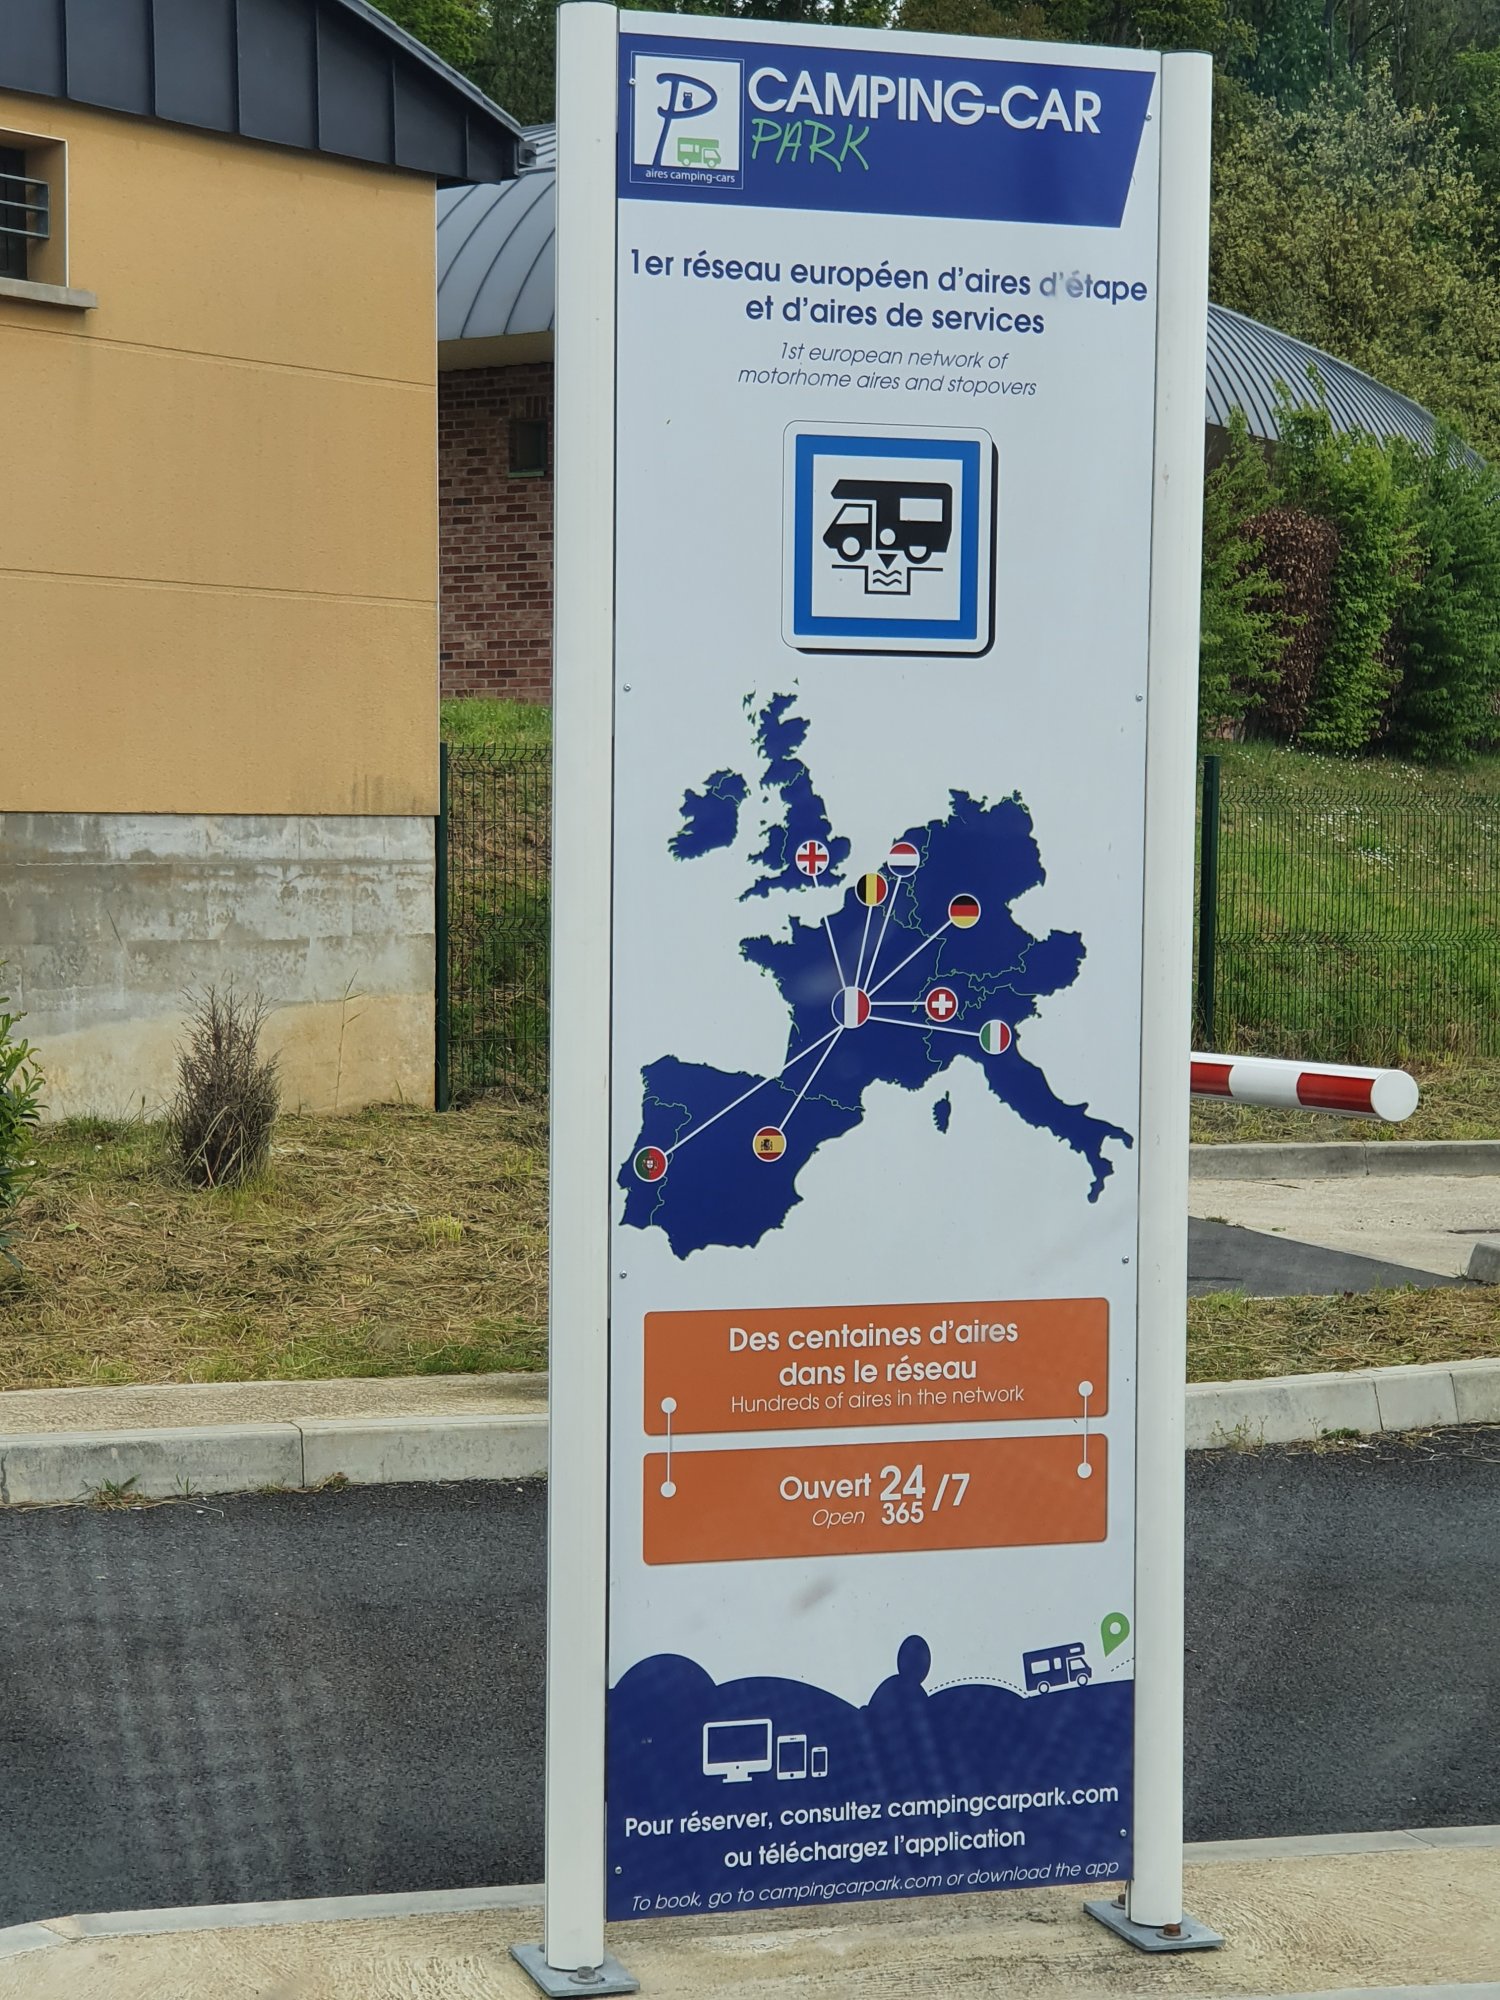 CAMPING-CAR
PARK
aires camping-cars
1er réseau européen d'aires d'étape
et d'aires de services
1st european network of
motorhome aires and stopovers
Des centaines d'aires
dans le réseau
Hundreds of aires in the network
Ouvert 24/7
Open 365
Pour réserver, consultez campingcarpark.com
ou téléchargez l'application
To book, go to campingcarpark.com or download the app